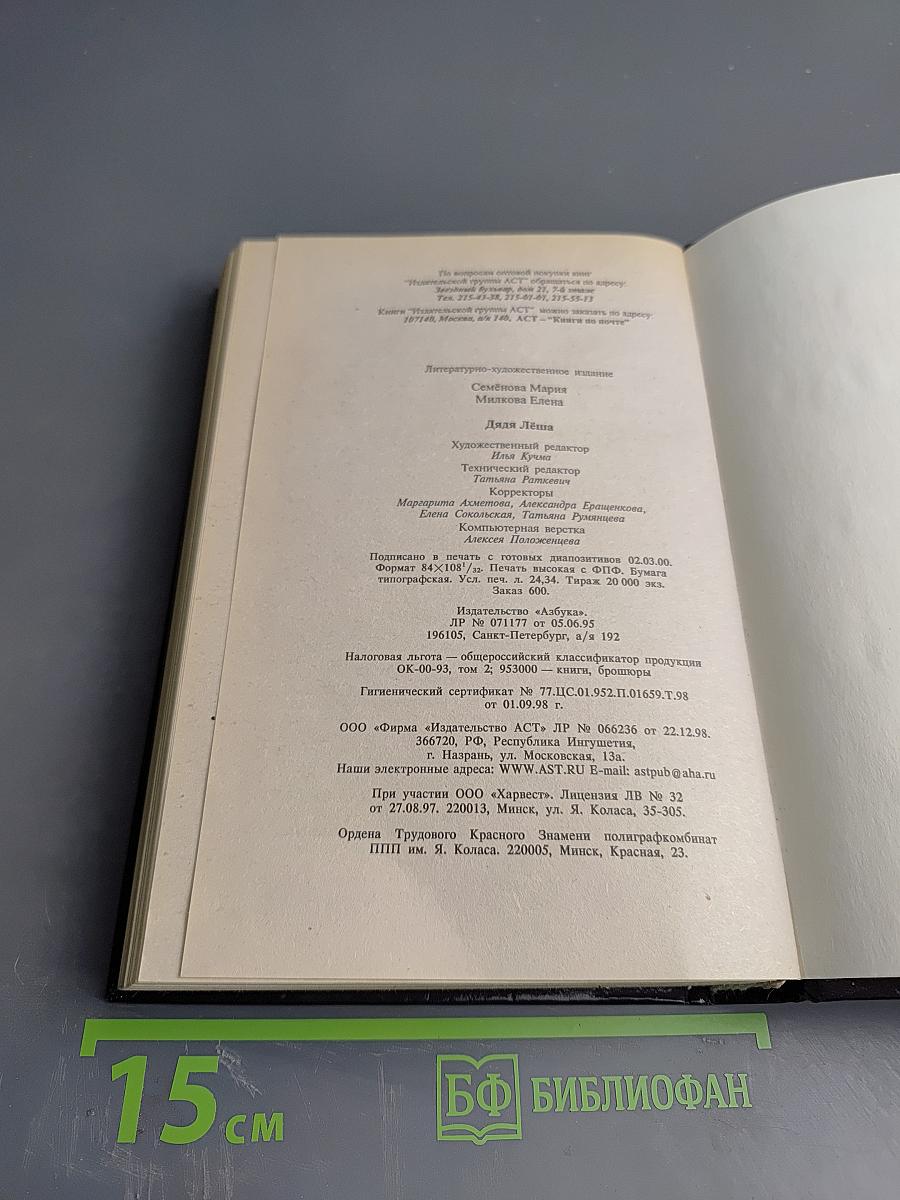 По вопросам оптовой покупки книг
"Издательской группы АСТ" обращаться по адресу:
Звездный бульвар, дом 21, 7-й этаж
Тел. 215-43-38, 215-01-01, 215-55-13
Книги "Издательской группы АСТ" можно заказать по адресу:
107140, Москва, а/я 140, АСТ – "Книги по почте"
Литературно-художественное издание
Семёнова Мария
Милкова Елена
Дядя Лёша
Художественный редактор
Илья Кучма
Технический редактор
Татьяна Раткевич
Корректоры
Маргарита Ахметова, Александра Еращенкова,
Елена Сокольская, Татьяна Румянцева
Компьютерная верстка
Алексея Положенцева
Подписано в печать с готовых диапозитивов 02.03.00.
Формат 84×108¹/₃₂. Печать высокая с ФПФ. Бумага
типографская. Усл. печ. л. 24,34. Тираж 20 000 экз.
Заказ 600.
Издательство «Азбука».
ЛР № 071177 от 05.06.95
196105, Санкт-Петербург, а/я 192
Налоговая льгота — общероссийский классификатор продукции
ОК-00-93, том 2; 953000 — книги, брошюры
Гигиенический сертификат № 77.ЦС.01.952.П.01659.Т.98
от 01.09.98 г.
ООО «Фирма «Издательство АСТ» ЛР № 066236 от 22.12.98.
366720, РФ, Республика Ингушетия,
г. Назрань, ул. Московская, 13а.
Наши электронные адреса: WWW.AST.RU E-mail: astpub@aha.ru
При участии ООО «Харвест». Лицензия ЛВ № 32
от 27.08.97. 220013, Минск, ул. Я. Коласа, 35-305.
Ордена Трудового Красного Знамени полиграфкомбинат
ППП им. Я. Коласа. 220005, Минск, Красная, 23.
15 см
БФ БИБЛИОФАН